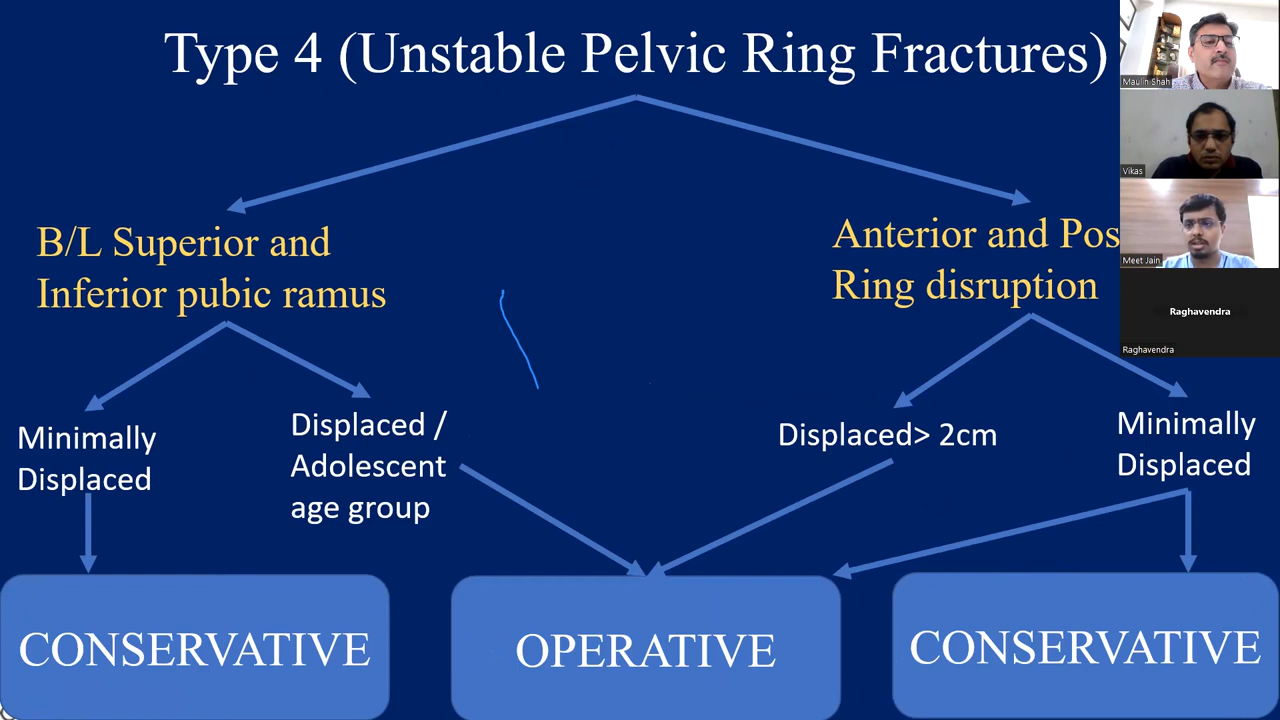 Type 4 (Unstable Pelvic Ring Fractures)
B/L Superior and
Inferior pubic ramus
Anterior and Pos
Ring disruption
Minimally
Displaced
Displaced /
Adolescent
age group
Displaced> 2cm
Minimally
Displaced
CONSERVATIVE
OPERATIVE
CONSERVATIVE
Maulin Shah
Vikas
Meet Jain
Raghavendra
Raghavendra